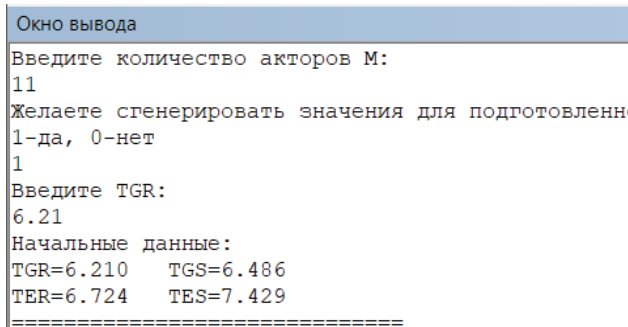 Окно вывода
Введите количество акторов M:
11
Желаете сгенерировать значения для
1-да, 0-нет
1
Введите TGR:
6.21
Начальные данные:
TGR=6.210 TGS=6.486
TER=6.724 TES=7.429
==============================